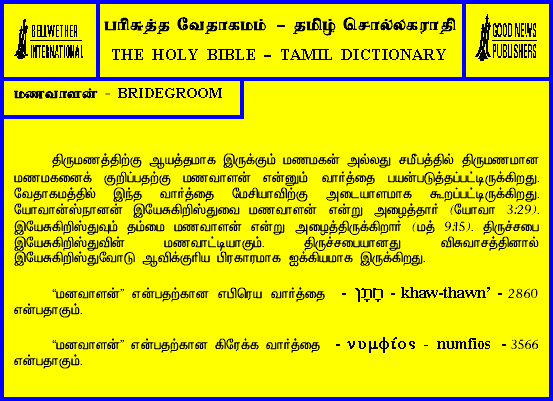 BELLWETHER
INTERNATIONAL
பரிசுத்த வேதாகமம் – தமிழ் சொல்லகராதி
THE HOLY BIBLE – TAMIL DICTIONARY
GOOD NEWS
PUBLISHERS
மணவாளன் - BRIDEGROOM
திருமணத்திற்கு ஆயத்தமாக இருக்கும் மணமகன் அல்லது சமீபத்தில் திருமணமான
மணமகனைக் குறிப்பதற்கு மணவாளன் என்னும் வார்த்தை பயன்படுத்தப்பட்டிருக்கிறது.
வேதாகமத்தில் இந்த வார்த்தை மேசியாவிற்கு அடையாளமாக கூறப்பட்டிருக்கிறது.
யோவான்ஸ்நானன் இயேசுகிறிஸ்துவை மணவாளன் என்று அழைத்தார் (யோவா 3:29).
இயேசுகிறிஸ்துவும் தம்மை மணவாளன் என்று அழைத்திருக்கிறார் (மத் 9:15). திருச்சபை
இயேசுகிறிஸ்துவின் மணவாட்டியாகும். திருச்சபையானது விசுவாசத்தினால்
இயேசுகிறிஸ்துவோடு ஆவிக்குரிய பிரகாரமாக ஐக்கியமாக இருக்கிறது.
“மனவாளன்” என்பதற்கான எபிரெய வார்த்தை - חָתָן - khaw-thawn’ - 2860
என்பதாகும்.
“மனவாளன்” என்பதற்கான கிரேக்க வார்த்தை - νυμφίος - numfios - 3566
என்பதாகும்.